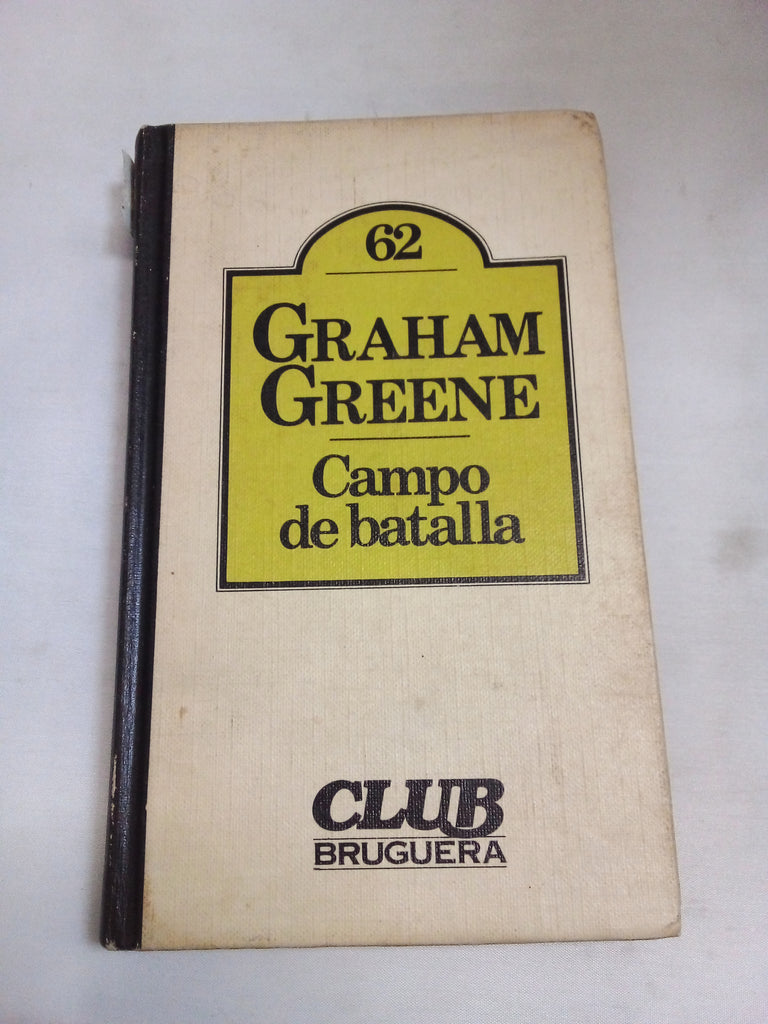 62
GRAHAM
GREENE
Campo
de batalla
CLUB
BRUGUERA